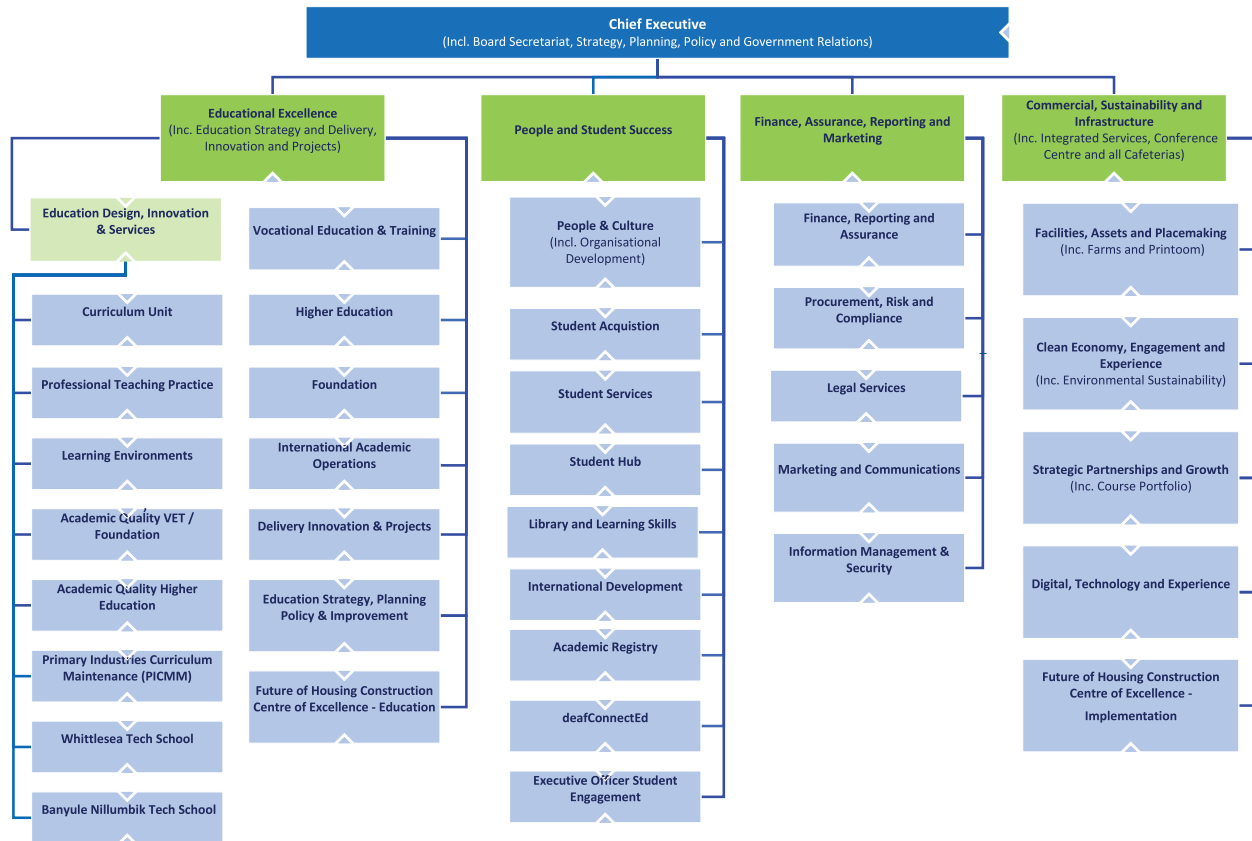 Chief Executive
(Incl. Board Secretariat, Strategy, Planning, Policy and Government Relations)
Educational Excellence
(Inc. Education Strategy and Delivery,
Innovation and Projects)
Education Design, Innovation
& Services
Curriculum Unit
Professional Teaching Practice
Learning Environments
Academic Quality VET /
Foundation
Academic Quality Higher
Education
Primary Industries Curriculum
Maintenance (PICMM)
Whittlesea Tech School
Banyule Nillumbik Tech School
Vocational Education & Training
Higher Education
Foundation
International Academic
Operations
Delivery Innovation & Projects
Education Strategy, Planning
Policy & Improvement
Future of Housing Construction
Centre of Excellence - Education
People and Student Success
People & Culture
(Incl. Organisational
Development)
Student Acquistion
Student Services
Student Hub
Library and Learning Skills
International Development
Academic Registry
deafConnectEd
Executive Officer Student
Engagement
Finance, Assurance, Reporting and
Marketing
Finance, Reporting and
Assurance
Procurement, Risk and
Compliance
Legal Services
Marketing and Communications
Information Management &
Security
Commercial, Sustainability and
Infrastructure
(Inc. Integrated Services, Conference
Centre and all Cafeterias)
Facilities, Assets and Placemaking
(Inc. Farms and Printoom)
Clean Economy, Engagement and
Experience
(Inc. Environmental Sustainability)
Strategic Partnerships and Growth
(Inc. Course Portfolio)
Digital, Technology and Experience
Future of Housing Construction
Centre of Excellence -
Implementation